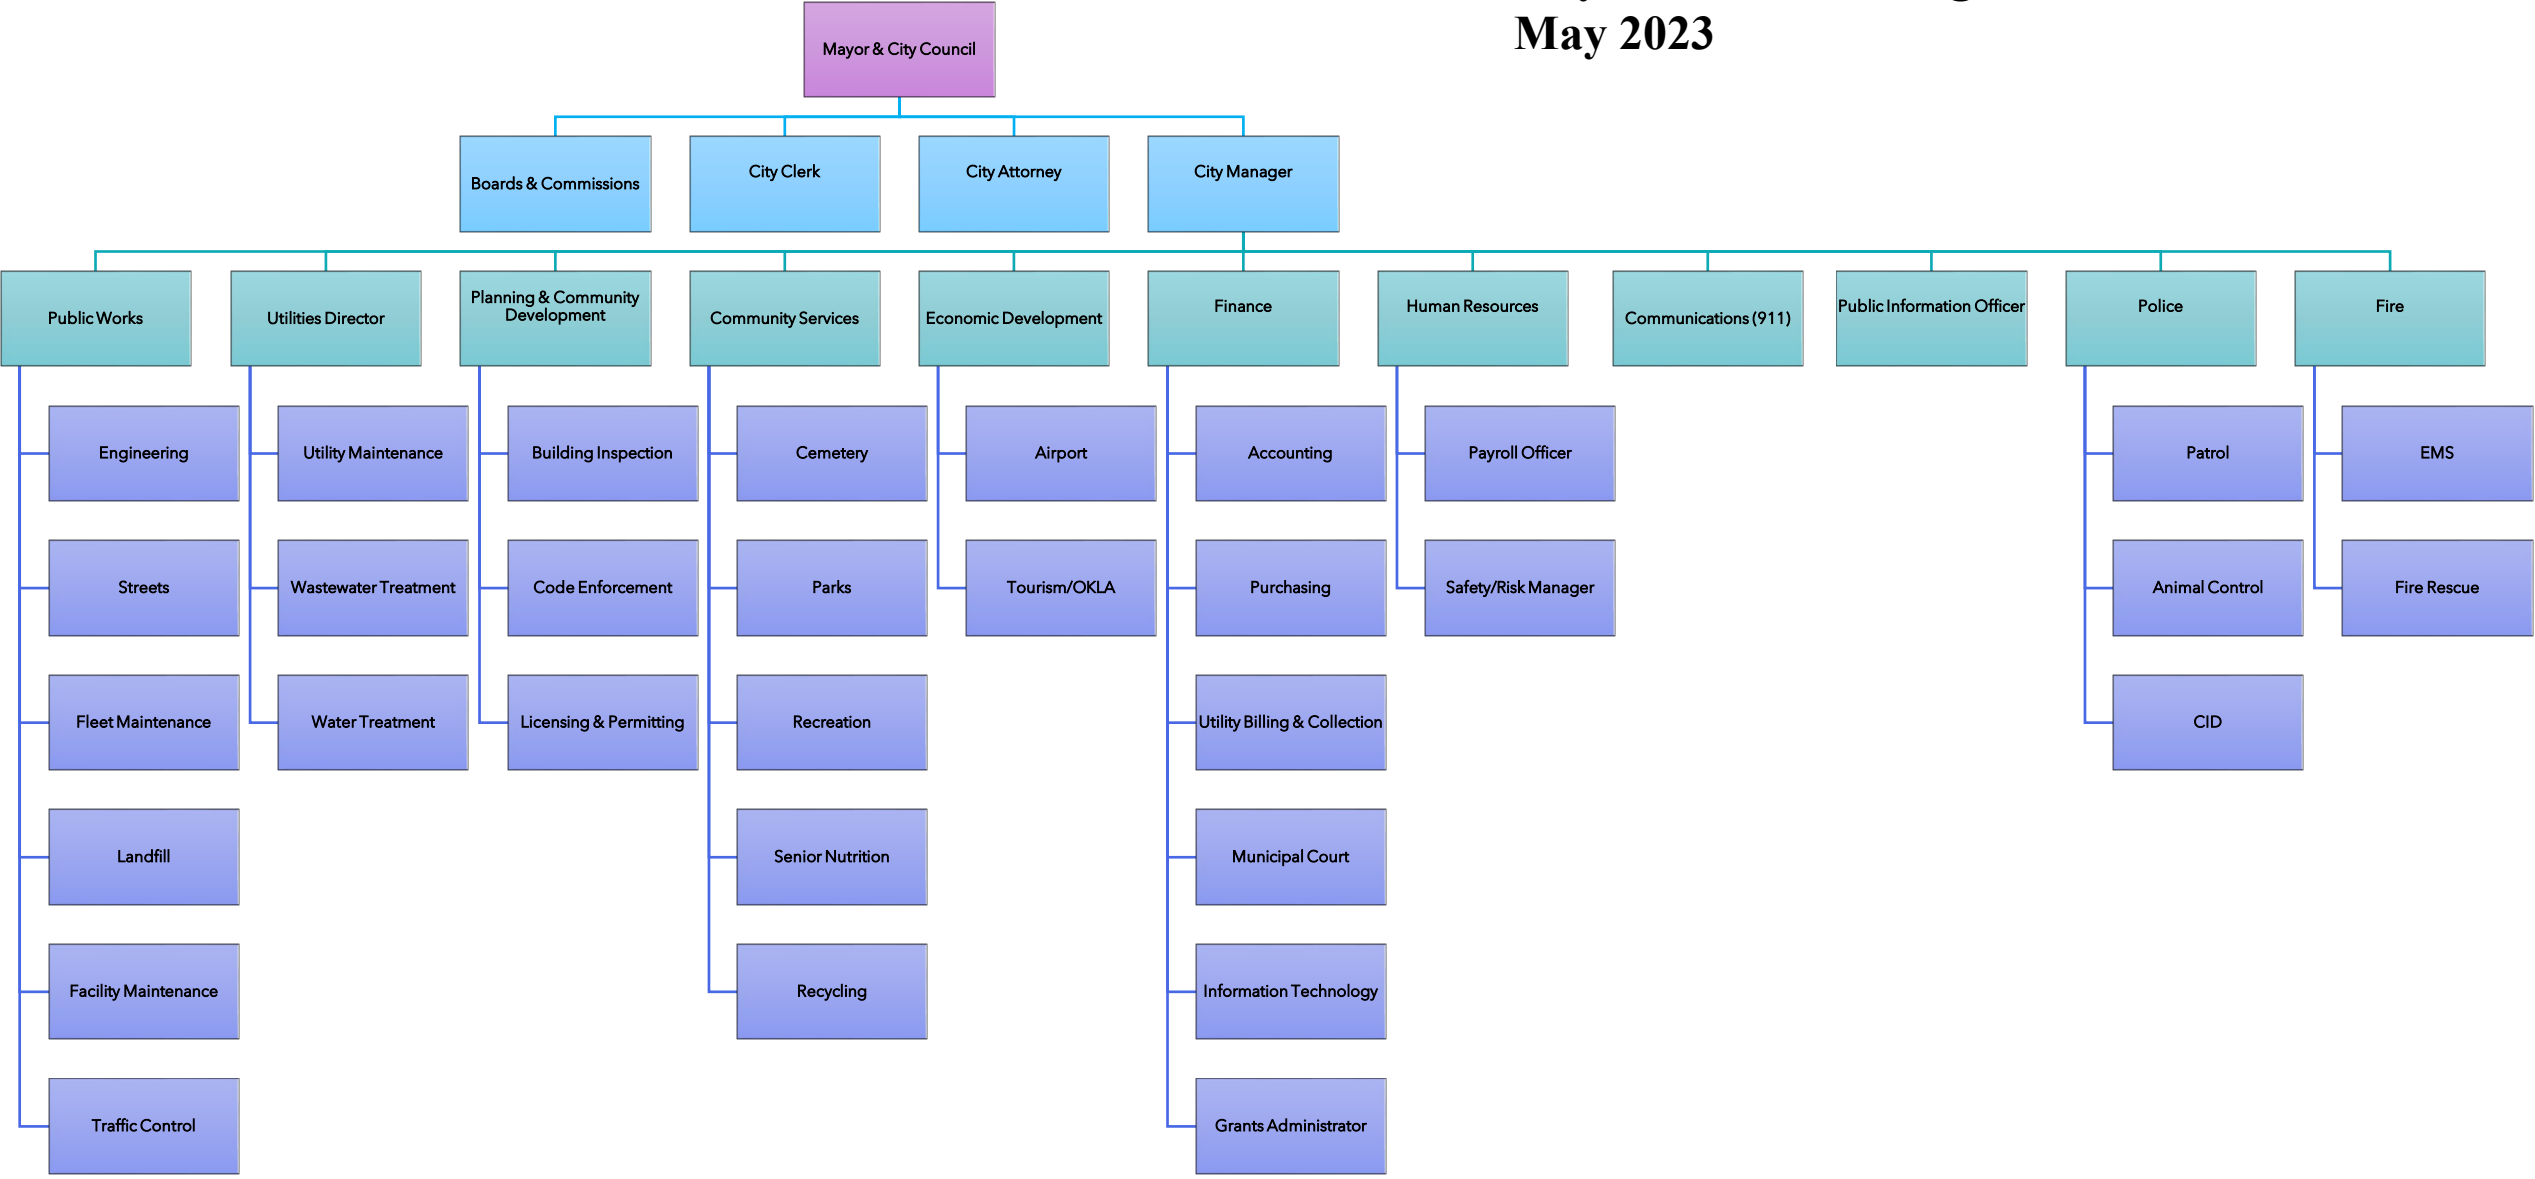 May 2023
Mayor & City Council
Boards & Commissions
City Clerk
City Attorney
City Manager
Public Works
Utilities Director
Planning & Community
Development
Community Services
Economic Development
Finance
Human Resources
Communications (911)
Public Information Officer
Police
Fire
Engineering
Utility Maintenance
Building Inspection
Cemetery
Airport
Accounting
Payroll Officer
Patrol
EMS
Streets
Wastewater Treatment
Code Enforcement
Parks
Tourism/OKLA
Purchasing
Safety/Risk Manager
Animal Control
Fire Rescue
Fleet Maintenance
Water Treatment
Licensing & Permitting
Recreation
Utility Billing & Collection
CID
Landfill
Senior Nutrition
Municipal Court
Facility Maintenance
Recycling
Information Technology
Traffic Control
Grants Administrator